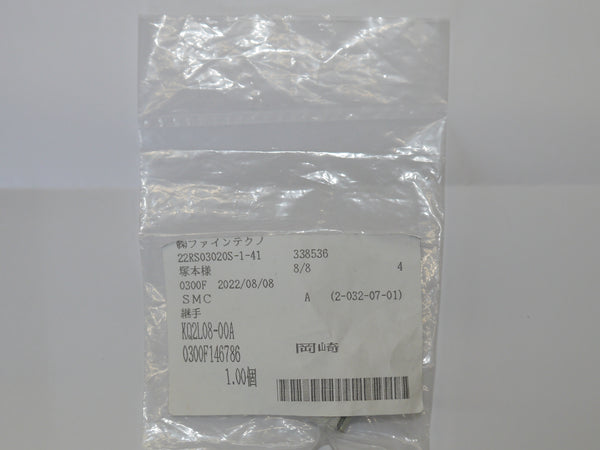 ㈱ファインテクノ
22RS03020S-1-41 338536
塚本様 8/8 4
0300F 2022/08/08
SMC A (2-032-07-01)
継手
KQ2L08-00A
0300F146786 岡崎
1.00個